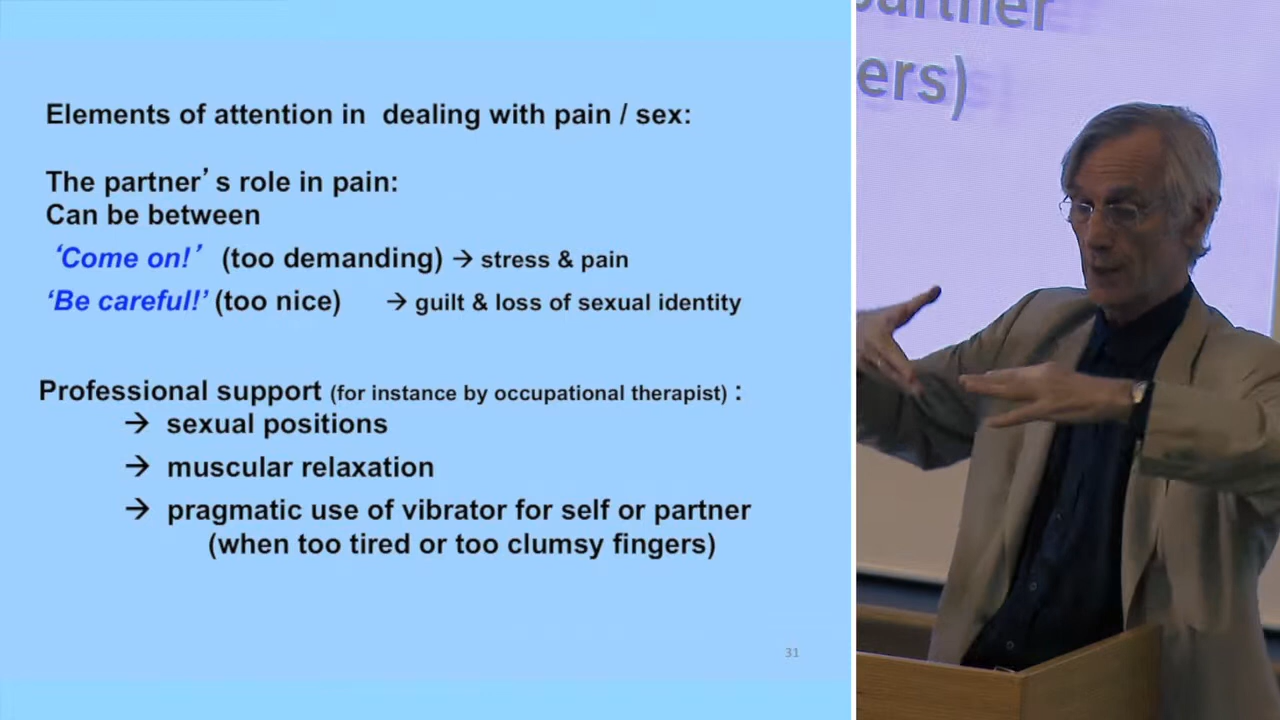 Elements of attention in dealing with pain / sex:
The partner’s role in pain:
Can be between
‘Come on!’ (too demanding) → stress & pain
‘Be careful!’ (too nice) → guilt & loss of sexual identity
Professional support (for instance by occupational therapist) :
→ sexual positions
→ muscular relaxation
→ pragmatic use of vibrator for self or partner
(when too tired or too clumsy fingers)
31
partner
ers)